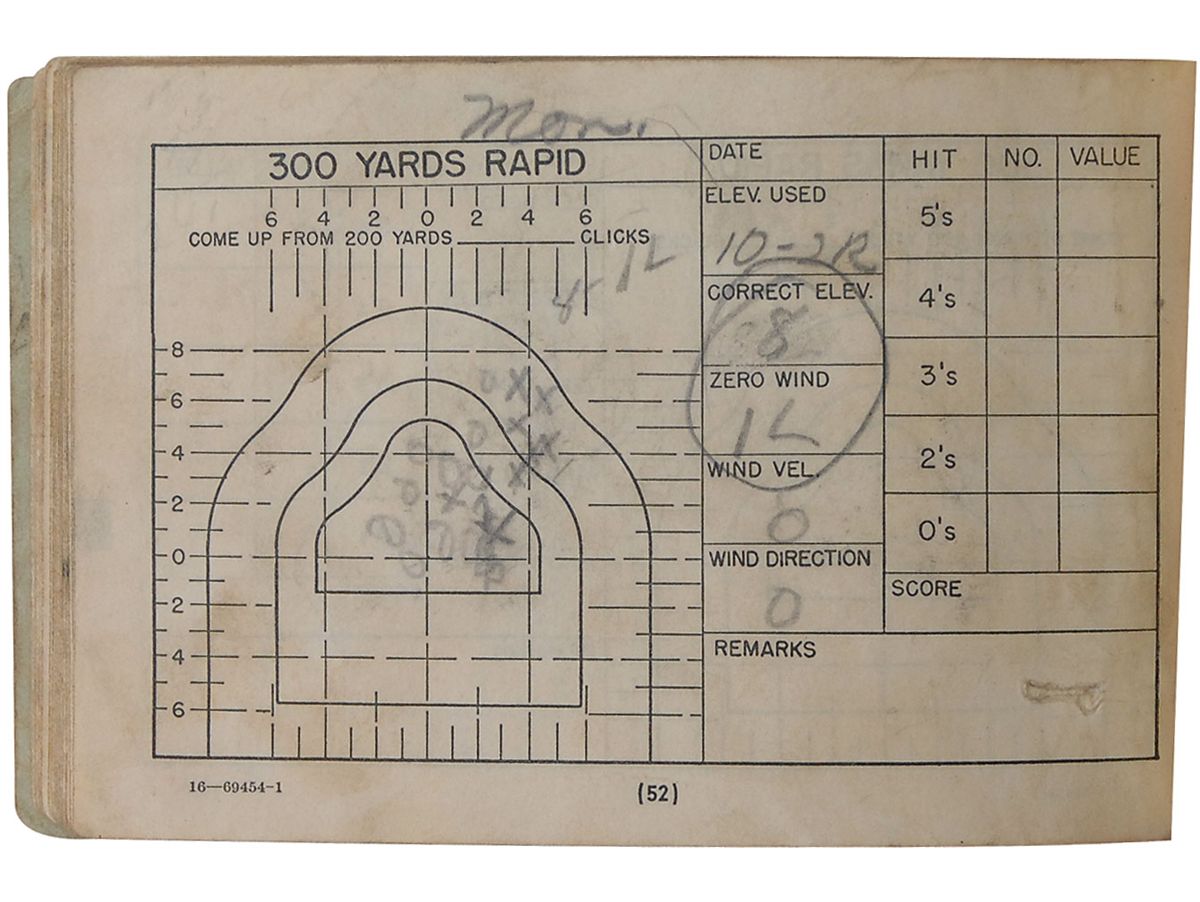 Mon.
300 YARDS RAPID
6 4 2 0 2 4 6
COME UP FROM 200 YARDS CLICKS
1L
8
8
6
4
2
0
2
4
6
DATE
ELEV. USED
10-2R
CORRECT ELEV.
8
ZERO WIND
1L
WIND VEL.
0
WIND DIRECTION
0
HIT NO. VALUE
5's
4's
3's
2's
0's
SCORE
REMARKS
16—69454-1
(52)